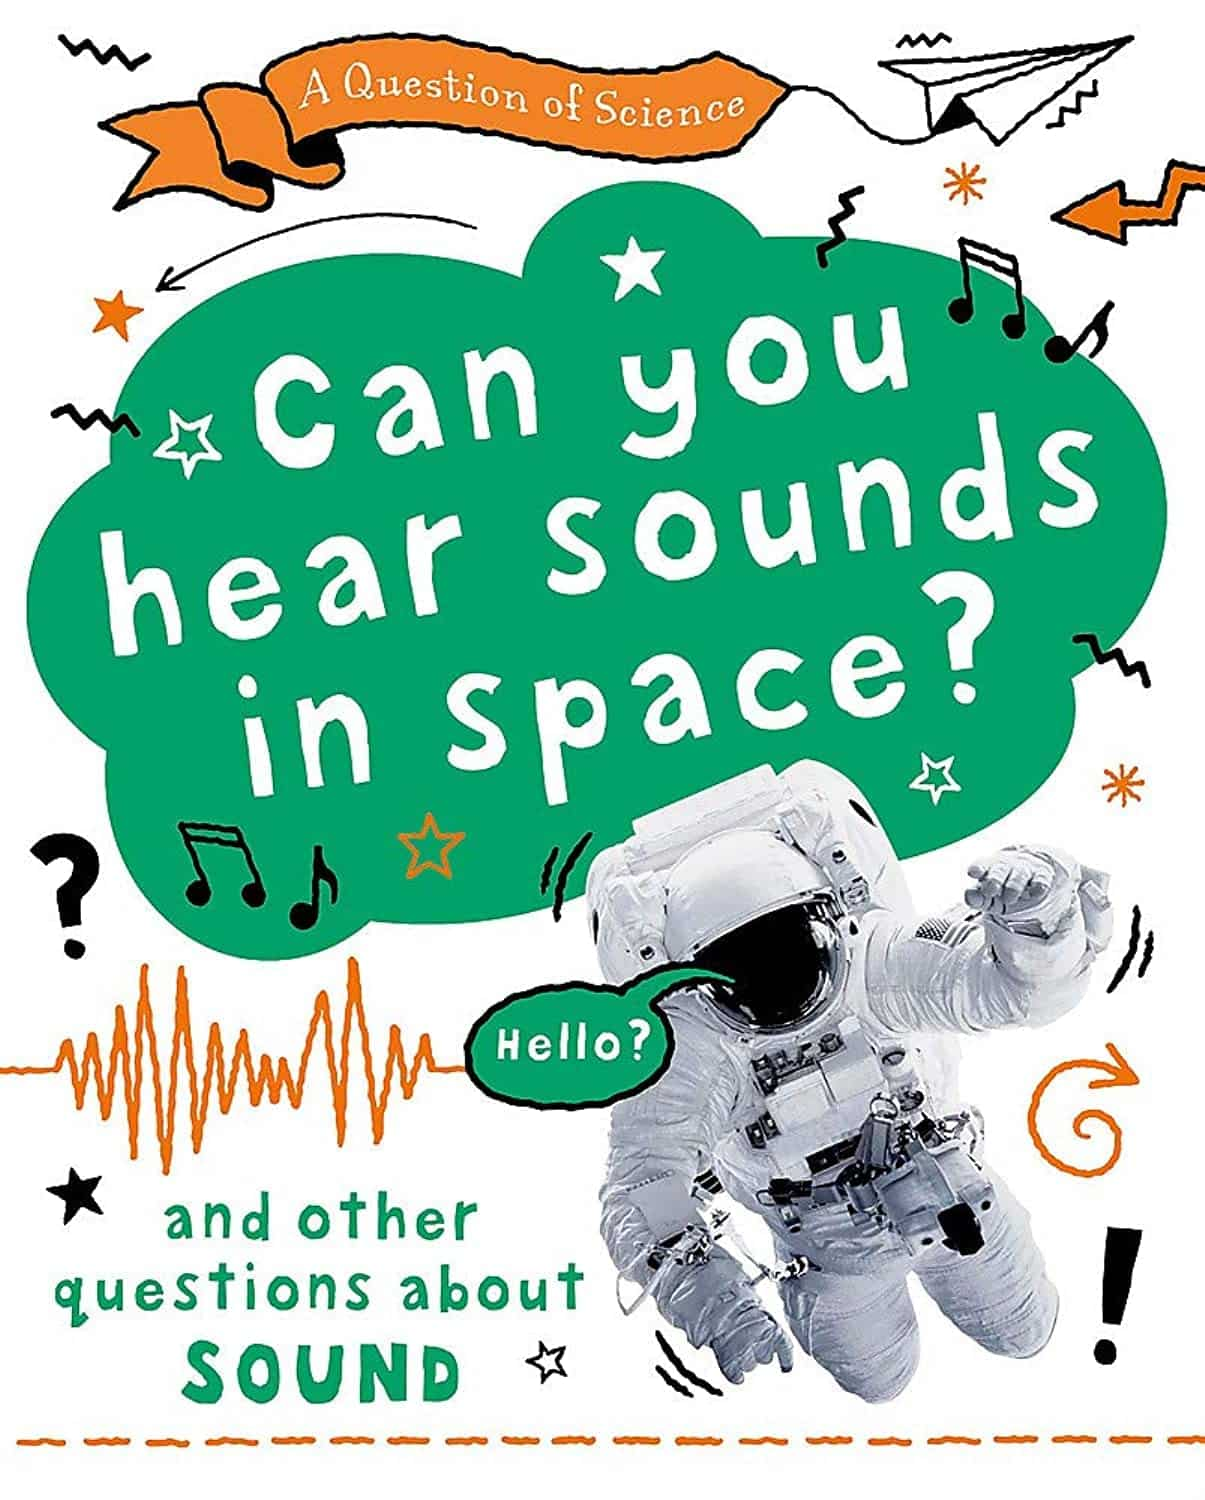 A Question of Science
Can you
hear sounds
in space?
Hello?
and other
questions about
SOUND